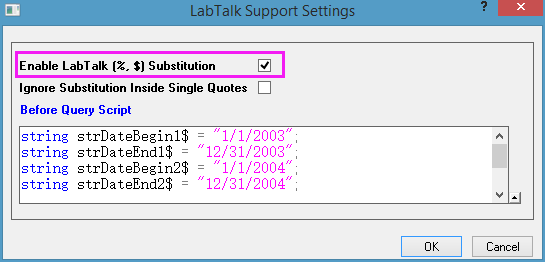 LabTalk Support Settings
Enable LabTalk (%, $) Substitution
Ignore Substitution Inside Single Quotes
Before Query Script
string strDateBegin1$ = "1/1/2003";
string strDateEnd1$ = "12/31/2003";
string strDateBegin2$ = "1/1/2004";
string strDateEnd2$ = "12/31/2004";
OK Cancel